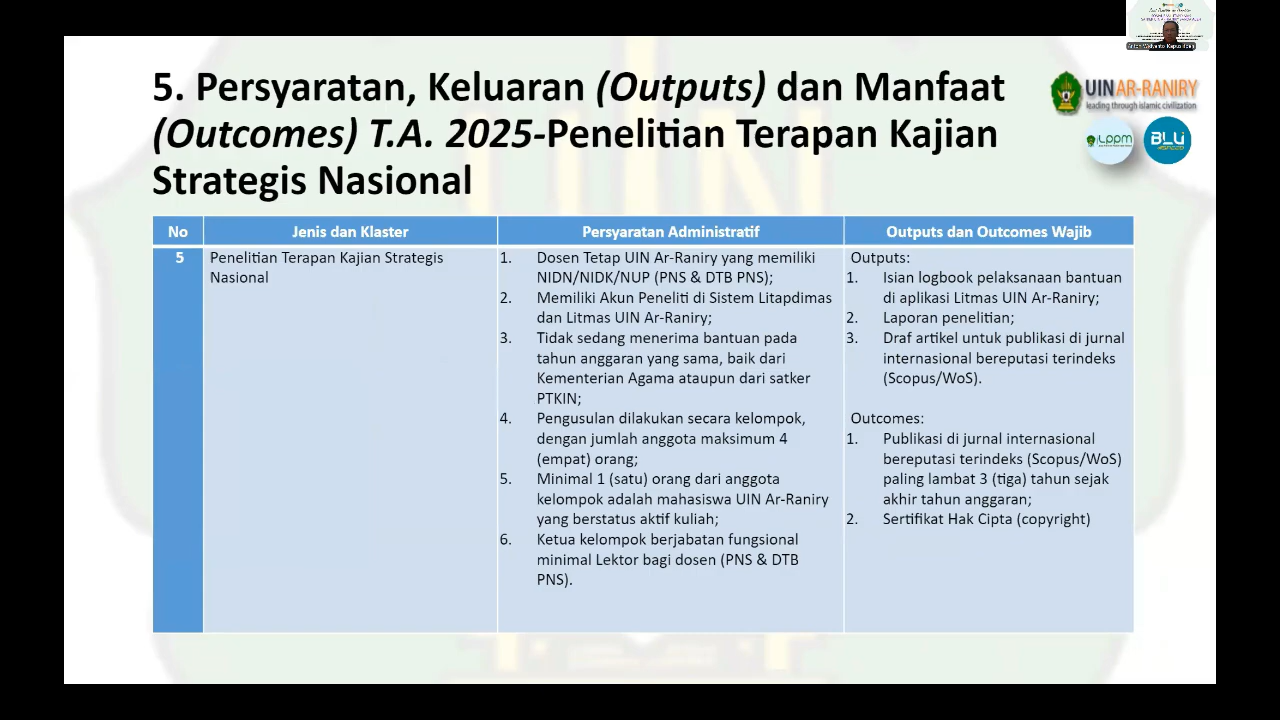 5. Persyaratan, Keluaran (Outputs) dan Manfaat
(Outcomes) T.A. 2025-Penelitian Terapan Kajian
Strategis Nasional
UIN AR-RANIRY
leading through islamic civilization
LPPM
BLU
No
Jenis dan Klaster
Persyaratan Administratif
Outputs dan Outcomes Wajib
5
Penelitian Terapan Kajian Strategis
Nasional
1. Dosen Tetap UIN Ar-Raniry yang memiliki
NIDN/NIDK/NUP (PNS & DTB PNS);
2. Memiliki Akun Peneliti di Sistem Litapdimas
dan Litmas UIN Ar-Raniry;
3. Tidak sedang menerima bantuan pada
tahun anggaran yang sama, baik dari
Kementerian Agama ataupun dari satker
PTKIN;
4. Pengusulan dilakukan secara kelompok,
dengan jumlah anggota maksimum 4
(empat) orang;
5. Minimal 1 (satu) orang dari anggota
kelompok adalah mahasiswa UIN Ar-Raniry
yang berstatus aktif kuliah;
6. Ketua kelompok berjabatan fungsional
minimal Lektor bagi dosen (PNS & DTB
PNS).
Outputs:
1. Isian logbook pelaksanaan bantuan
di aplikasi Litmas UIN Ar-Raniry;
2. Laporan penelitian;
3. Draf artikel untuk publikasi di jurnal
internasional bereputasi terindeks
(Scopus/WoS).
Outcomes:
1. Publikasi di jurnal internasional
bereputasi terindeks (Scopus/WoS)
paling lambat 3 (tiga) tahun sejak
akhir tahun anggaran;
2. Sertifikat Hak Cipta (copyright)